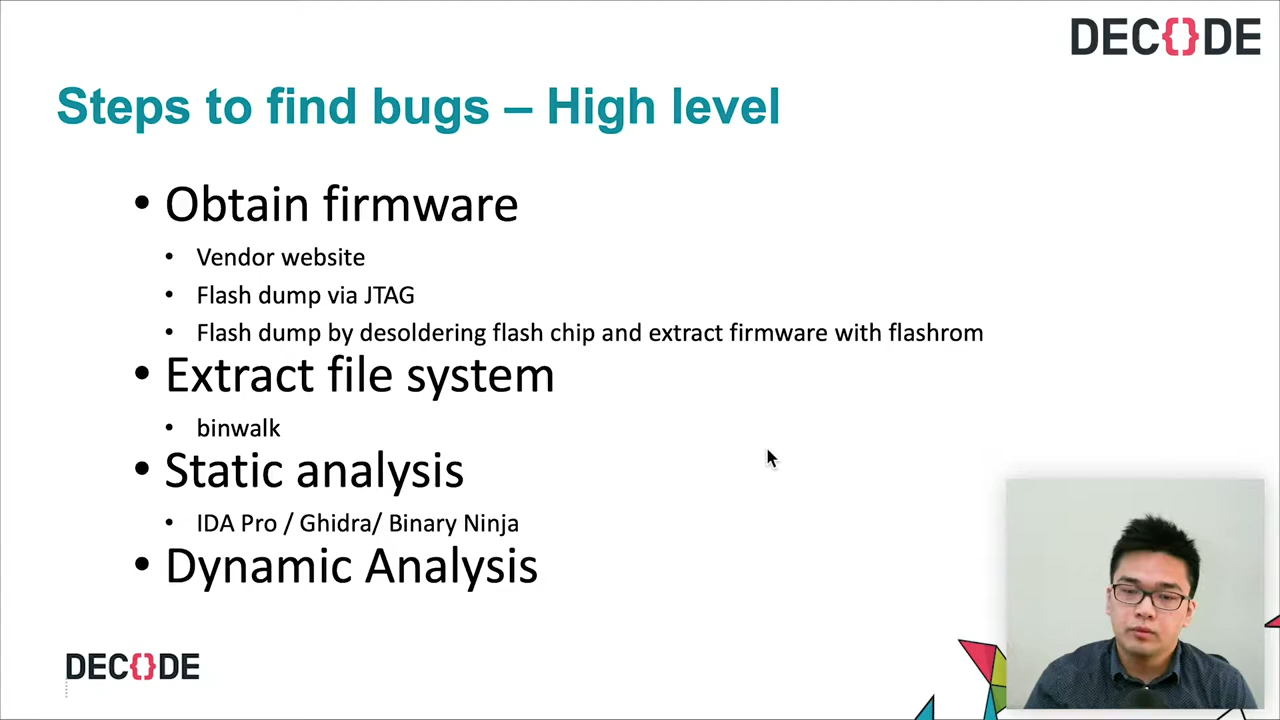 DEC{}DE
Steps to find bugs – High level
• Obtain firmware
• Vendor website
• Flash dump via JTAG
• Flash dump by desoldering flash chip and extract firmware with flashrom
• Extract file system
• binwalk
• Static analysis
• IDA Pro / Ghidra/ Binary Ninja
• Dynamic Analysis
DEC{}DE